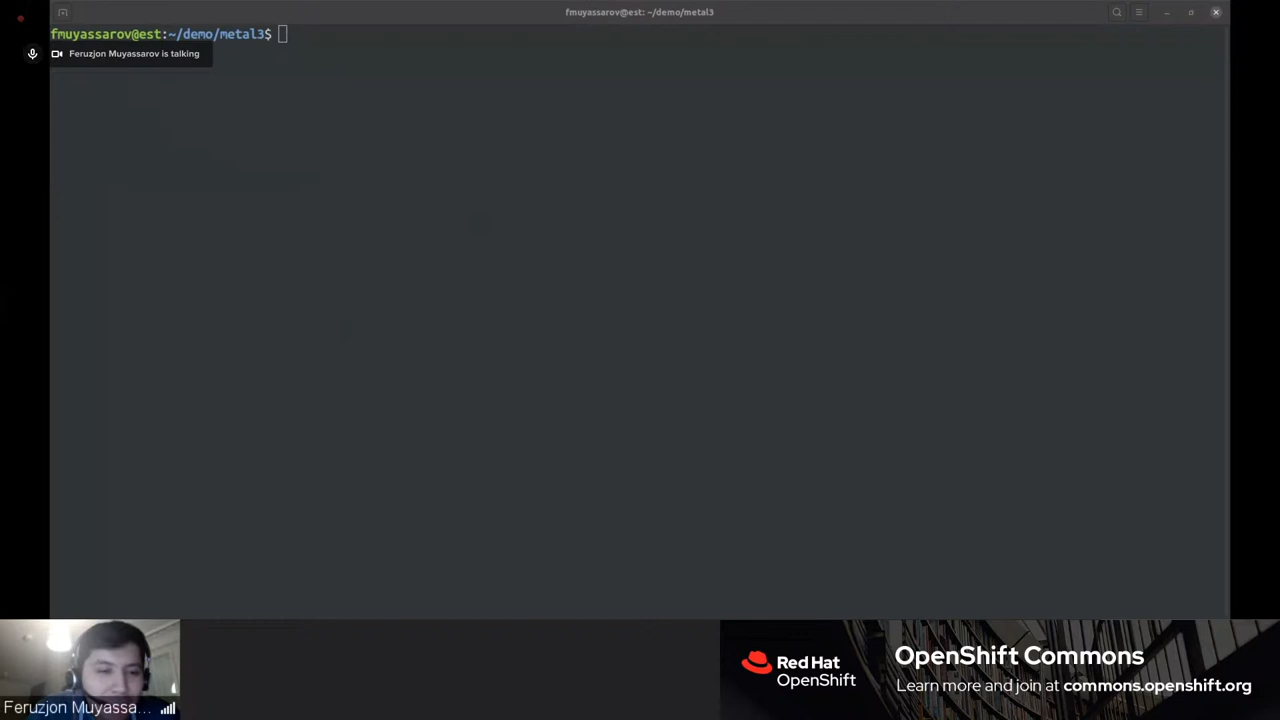 fmuyassarov@est: ~/demo/metal3
fmuyassarov@est:~/demo/metal3$
Feruzjon Muyassarov is talking
Feruzjon Muyassa...
Red Hat
OpenShift
OpenShift Commons
Learn more and join at commons.openshift.org